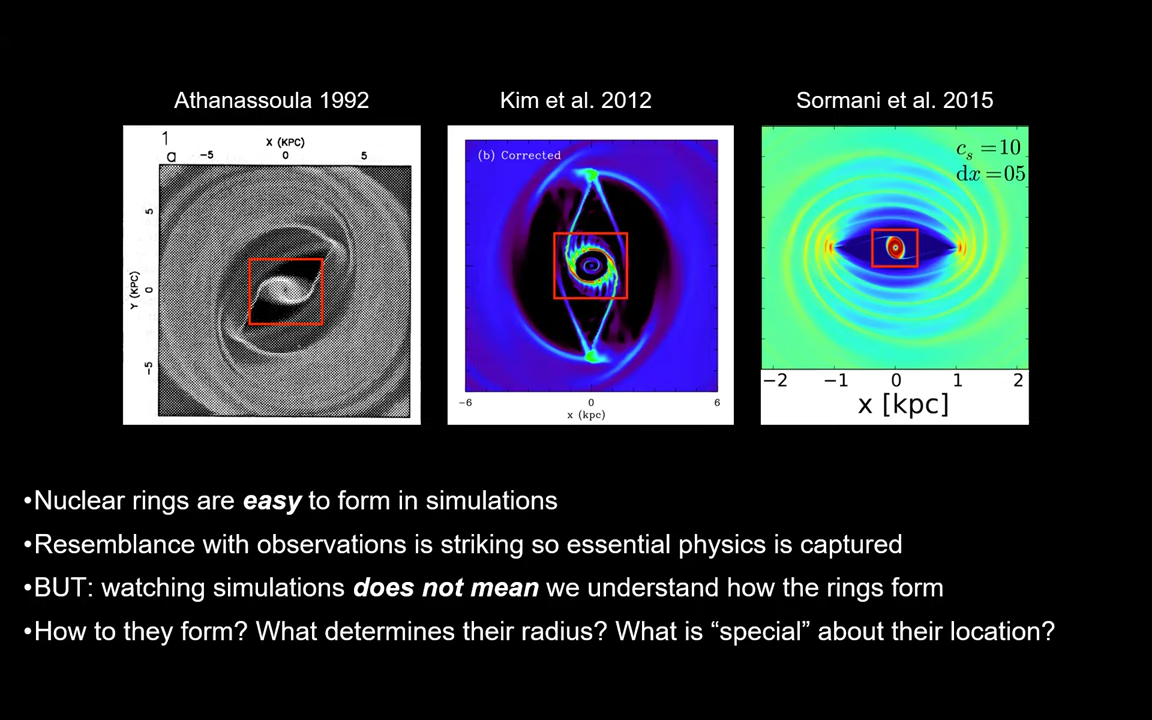 Athanassoula 1992
Kim et al. 2012
Sormani et al. 2015
1
a
X (KPC)
-5 0 5
Y (KPC)
5
0
-5
(b) Corrected
-6 0 6
x (kpc)
c_s =10
dx =05
−2 −1 0 1 2
x [kpc]
•Nuclear rings are easy to form in simulations
•Resemblance with observations is striking so essential physics is captured
•BUT: watching simulations does not mean we understand how the rings form
•How to they form? What determines their radius? What is “special” about their location?